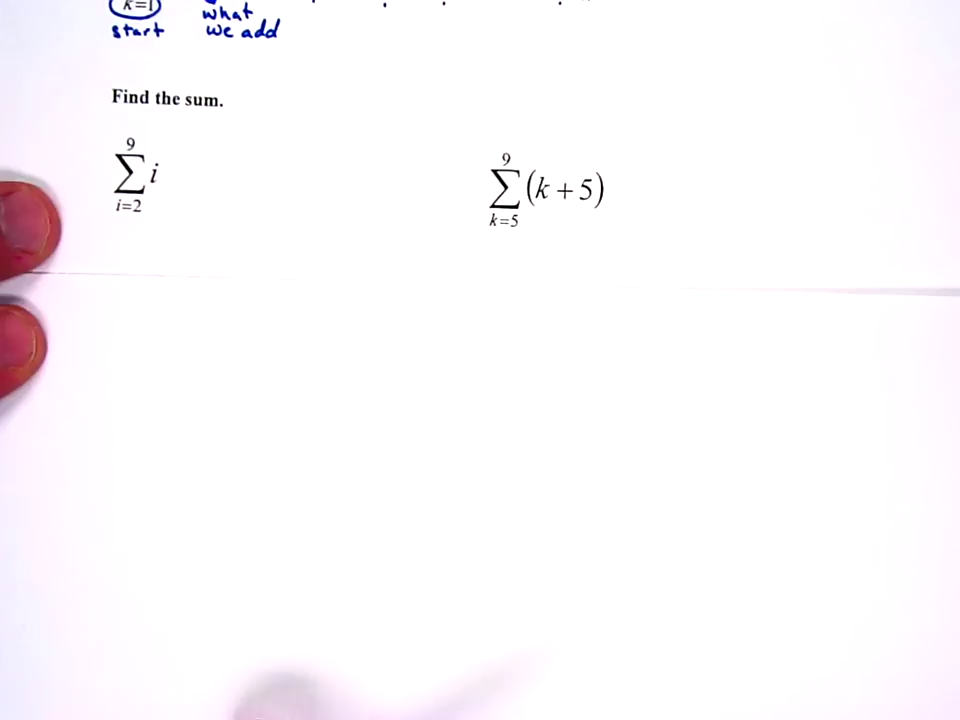 k=1 what
start we add
Find the sum.
9
∑ i
i=2
9
∑ (k + 5)
k=5